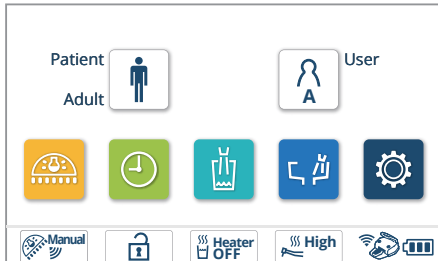 Patient
Adult
User
A
Manual
Heater
OFF
High